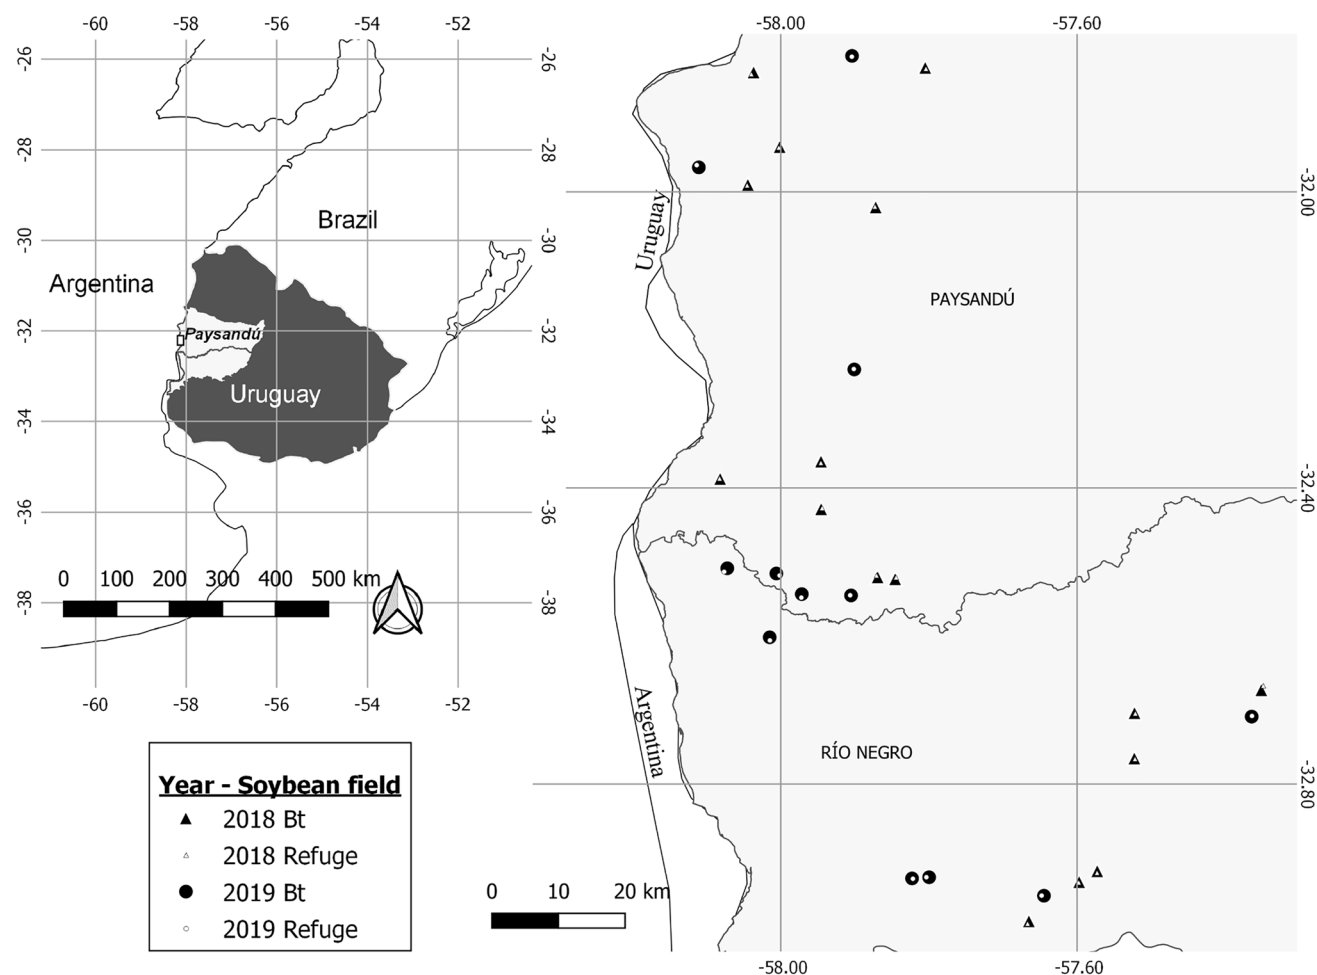 -60 -58 -56 -54 -52
-26
-28
-30
-32
-34
-36
-38
-26
-28
-30
-32
-34
-36
-38
Brazil
Argentina
Paysandú
Uruguay
0 100 200 300 400 500 km
-60 -58 -56 -54 -52
Year - Soybean field
2018 Bt
2018 Refuge
2019 Bt
2019 Refuge
-58.00 -57.60
-32.00
-32.40
-32.80
Uruguay
PAYSANDÚ
Argentina
RÍO NEGRO
0 10 20 km
-58.00 -57.60